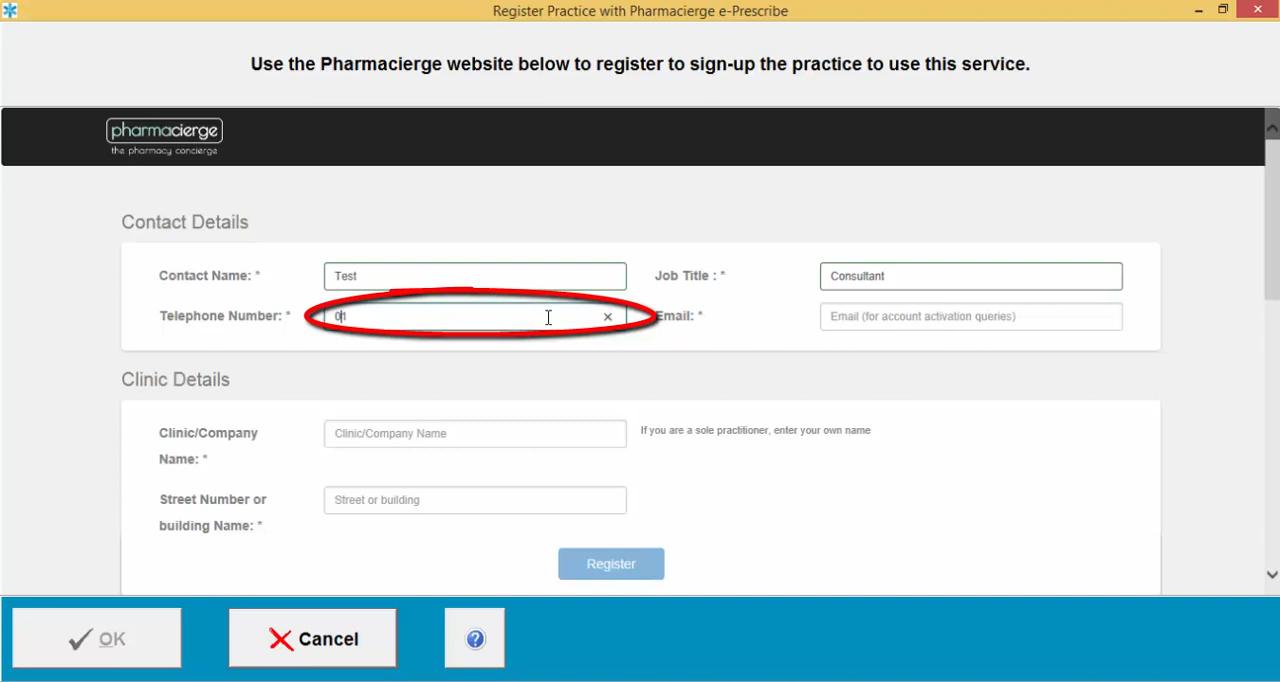 Register Practice with Pharmacierge e-Prescribe
Use the Pharmacierge website below to register to sign-up the practice to use this service.
pharmacierge
the pharmacy concierge
Contact Details
Contact Name: * Test Job Title : * Consultant
Telephone Number: * 01 Email: * Email (for account activation queries)
Clinic Details
Clinic/Company Name: * Clinic/Company Name If you are a sole practitioner, enter your own name
Street Number or building Name: * Street or building
Register
OK Cancel ?